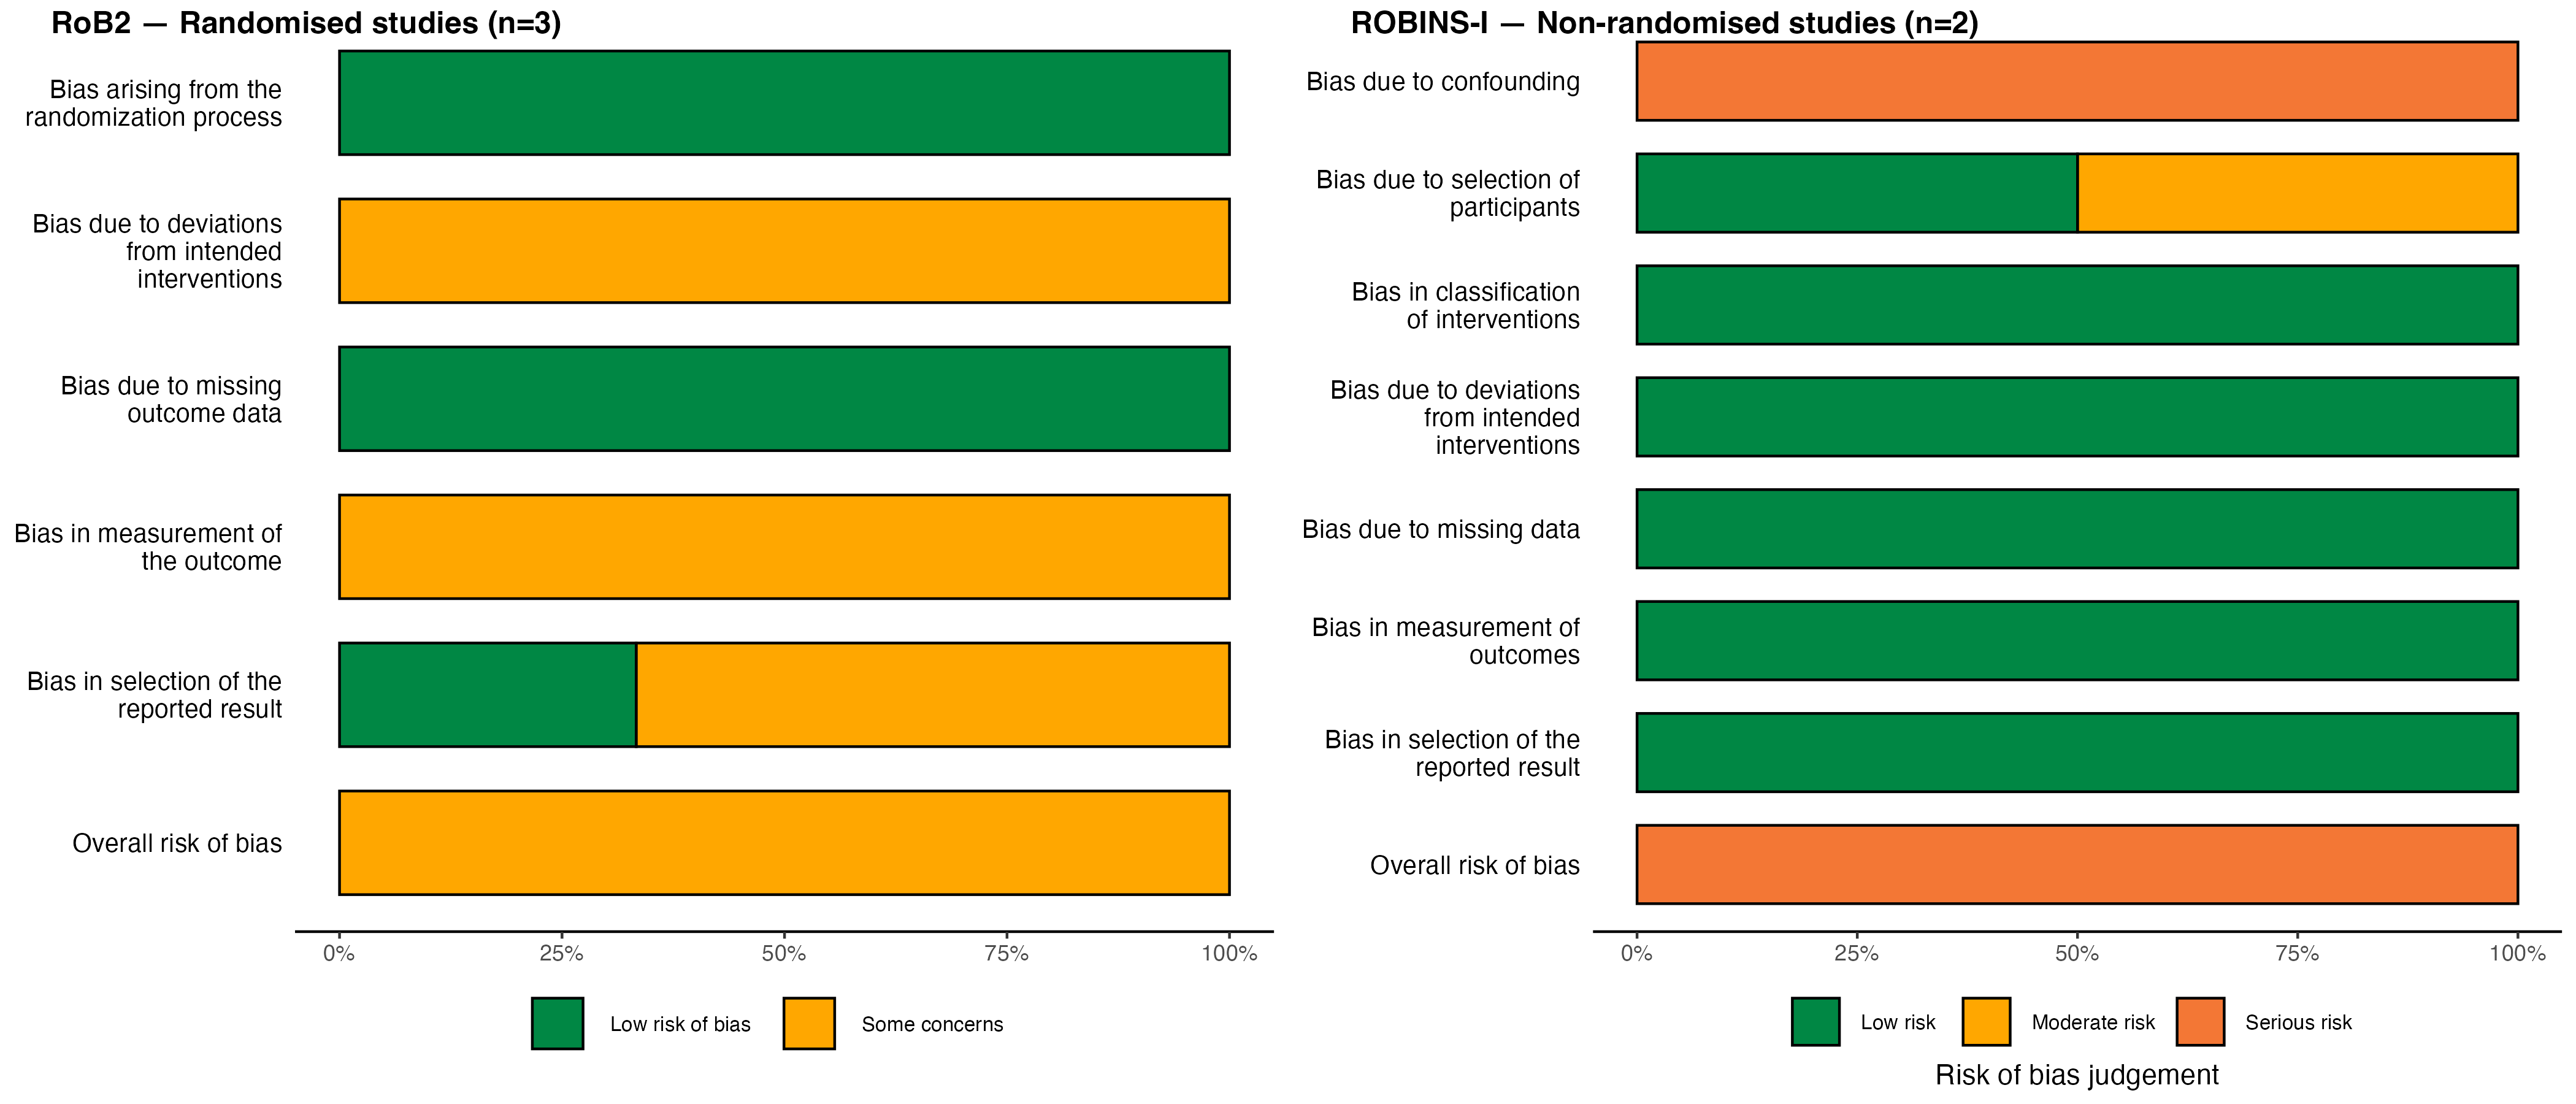 RoB2 — Randomised studies (n=3)
Bias arising from the
randomization process
Bias due to deviations
from intended
interventions
Bias due to missing
outcome data
Bias in measurement of
the outcome
Bias in selection of the
reported result
Overall risk of bias
0% 25% 50% 75% 100%
Low risk of bias Some concerns
ROBINS-I — Non-randomised studies (n=2)
Bias due to confounding
Bias due to selection of
participants
Bias in classification
of interventions
Bias due to deviations
from intended
interventions
Bias due to missing data
Bias in measurement of
outcomes
Bias in selection of the
reported result
Overall risk of bias
0% 25% 50% 75% 100%
Low risk Moderate risk Serious risk
Risk of bias judgement